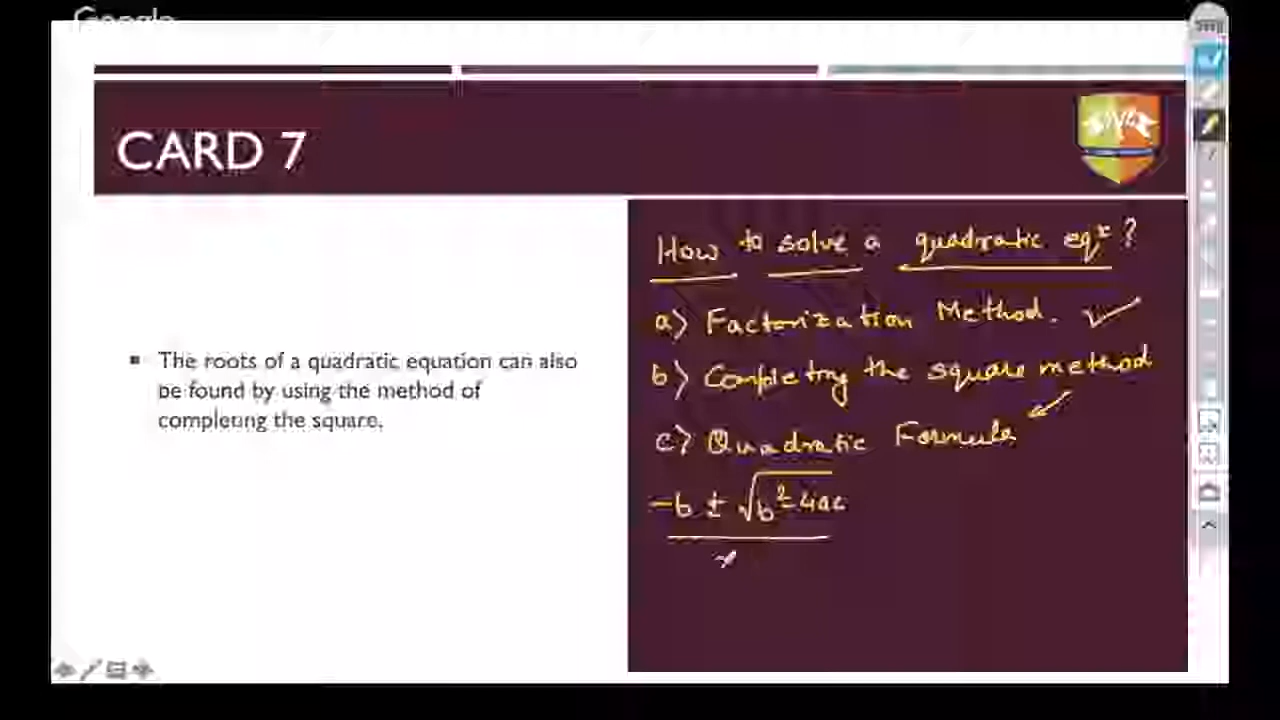 Google
CARD 7
The roots of a quadratic equation can also
be found by using the method of
completing the square.
How to solve a quadratic eqⁿ?
a) Factorization Method.
b) Completing the square method
c) Quadratic Formula
-b ± √b²-4ac